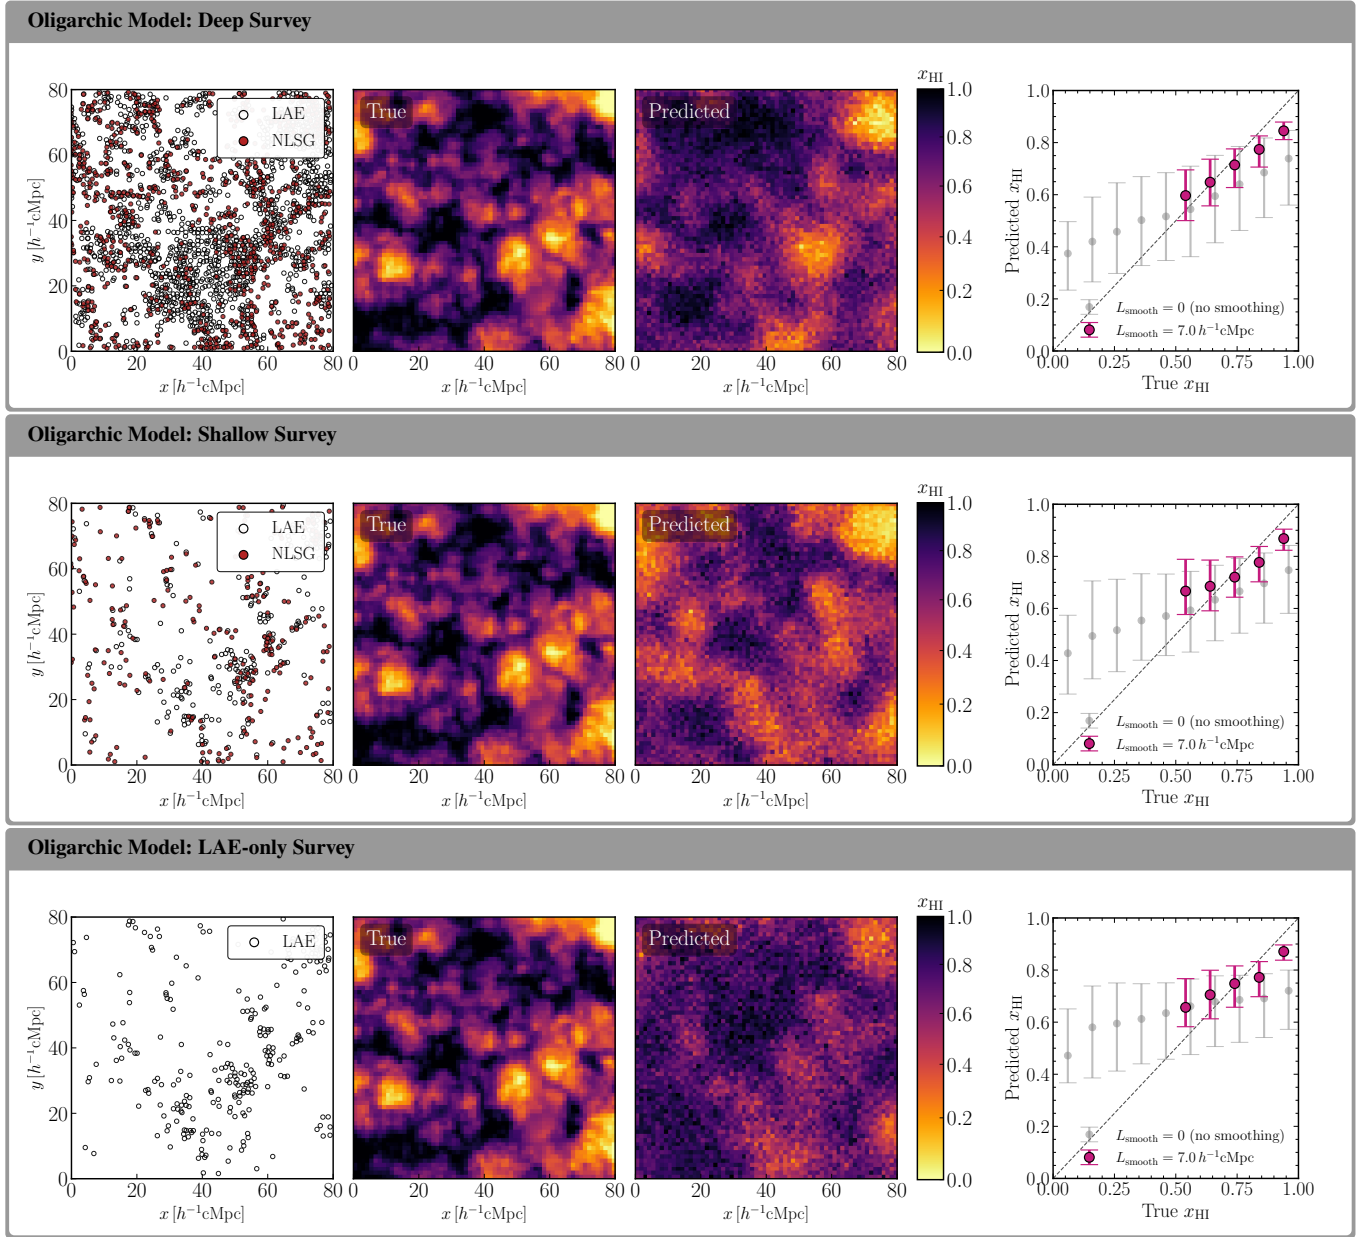 Oligarchic Model: Deep Survey
80
60
40
20
0
y [h⁻¹cMpc]
LAE
NLSG
0 20 40 60 80
x [h⁻¹cMpc]
True
0 20 40 60 80
x [h⁻¹cMpc]
Predicted
0 20 40 60 80
x [h⁻¹cMpc]
x_HI
1.0
0.8
0.6
0.4
0.2
0.0
1.0
0.8
0.6
0.4
0.2
0.0
Predicted x_HI
L_smooth = 0 (no smoothing)
L_smooth = 7.0 h⁻¹cMpc
0.00 0.25 0.50 0.75 1.00
True x_HI
Oligarchic Model: Shallow Survey
80
60
40
20
0
y [h⁻¹cMpc]
LAE
NLSG
0 20 40 60 80
x [h⁻¹cMpc]
True
0 20 40 60 80
x [h⁻¹cMpc]
Predicted
0 20 40 60 80
x [h⁻¹cMpc]
x_HI
1.0
0.8
0.6
0.4
0.2
0.0
1.0
0.8
0.6
0.4
0.2
0.0
Predicted x_HI
L_smooth = 0 (no smoothing)
L_smooth = 7.0 h⁻¹cMpc
0.00 0.25 0.50 0.75 1.00
True x_HI
Oligarchic Model: LAE-only Survey
80
60
40
20
0
y [h⁻¹cMpc]
LAE
0 20 40 60 80
x [h⁻¹cMpc]
True
0 20 40 60 80
x [h⁻¹cMpc]
Predicted
0 20 40 60 80
x [h⁻¹cMpc]
x_HI
1.0
0.8
0.6
0.4
0.2
0.0
1.0
0.8
0.6
0.4
0.2
0.0
Predicted x_HI
L_smooth = 0 (no smoothing)
L_smooth = 7.0 h⁻¹cMpc
0.00 0.25 0.50 0.75 1.00
True x_HI